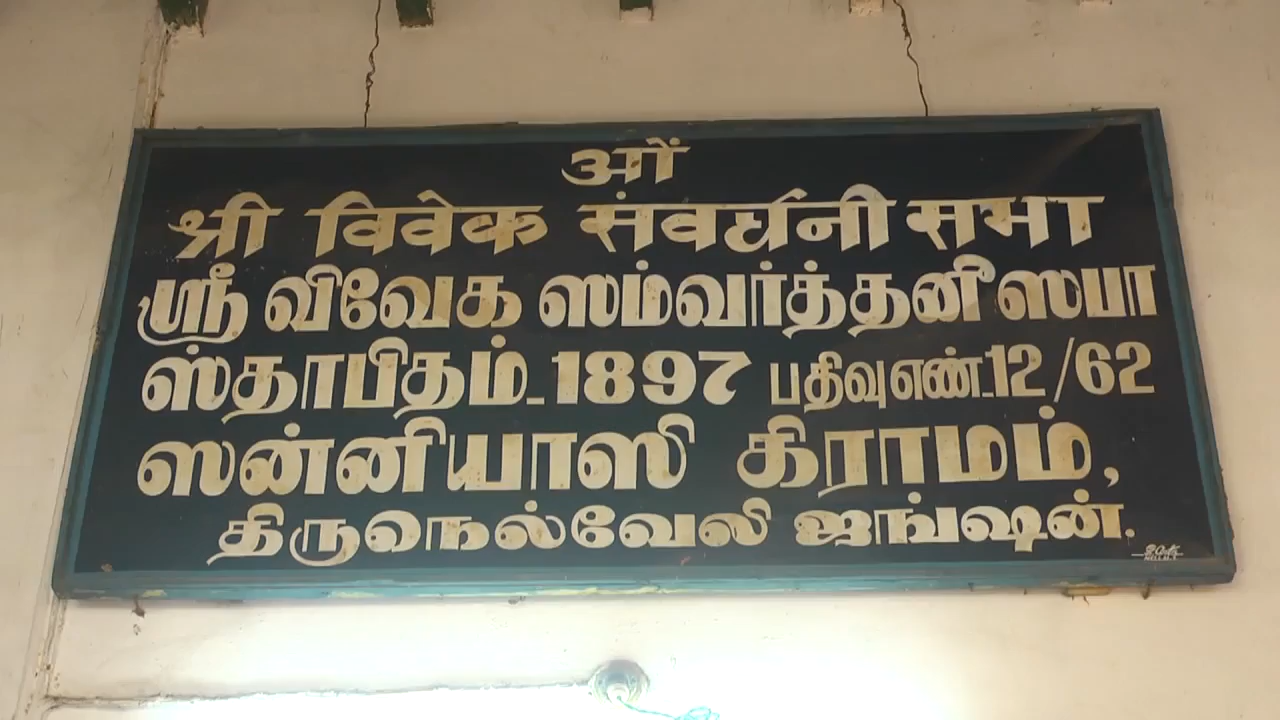 ओं
श्री विवेक संवर्धनी सभा
ஸ்ரீ விவேக ஸம்வர்த்தனி ஸபா
ஸ்தாபிதம்-1897 பதிவு எண்-12/62
ஸன்னியாஸி கிராமம்,
திருநெல்வேலி ஜங்ஷன்.